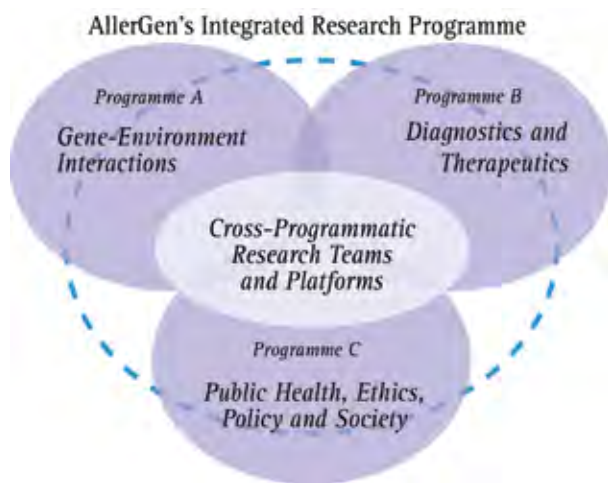 AllerGen's Integrated Research Programme
Programme A
Gene-Environment
Interactions
Programme B
Diagnostics and
Therapeutics
Cross-Programmatic
Research Teams
and Platforms
Programme C
Public Health, Ethics,
Policy and Society